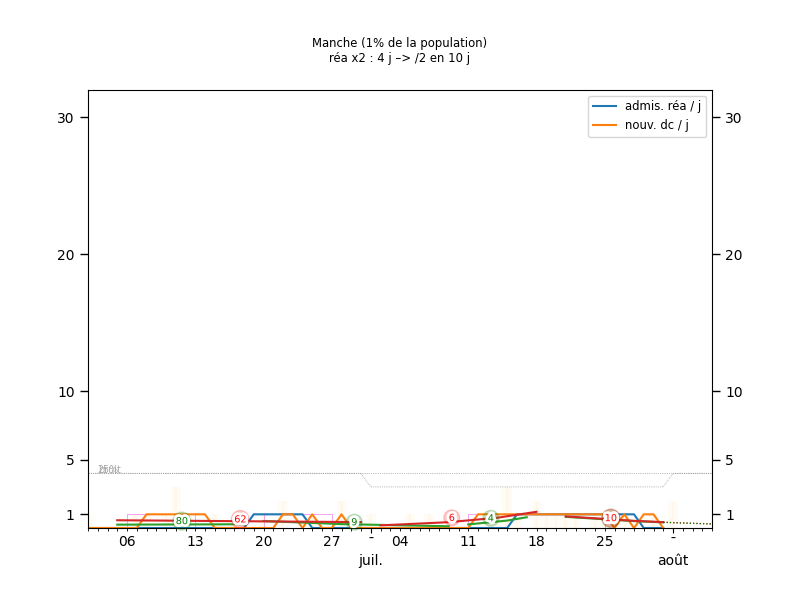 Manche (1% de la population)
réa x2 : 4 j –> /2 en 10 j
admis. réa / j
nouv. dc / j
30 30
20 20
10 10
5 5
1 1
80 62 9 6 4 10
06 13 20 27 - 04 11 18 25 -
juil. août